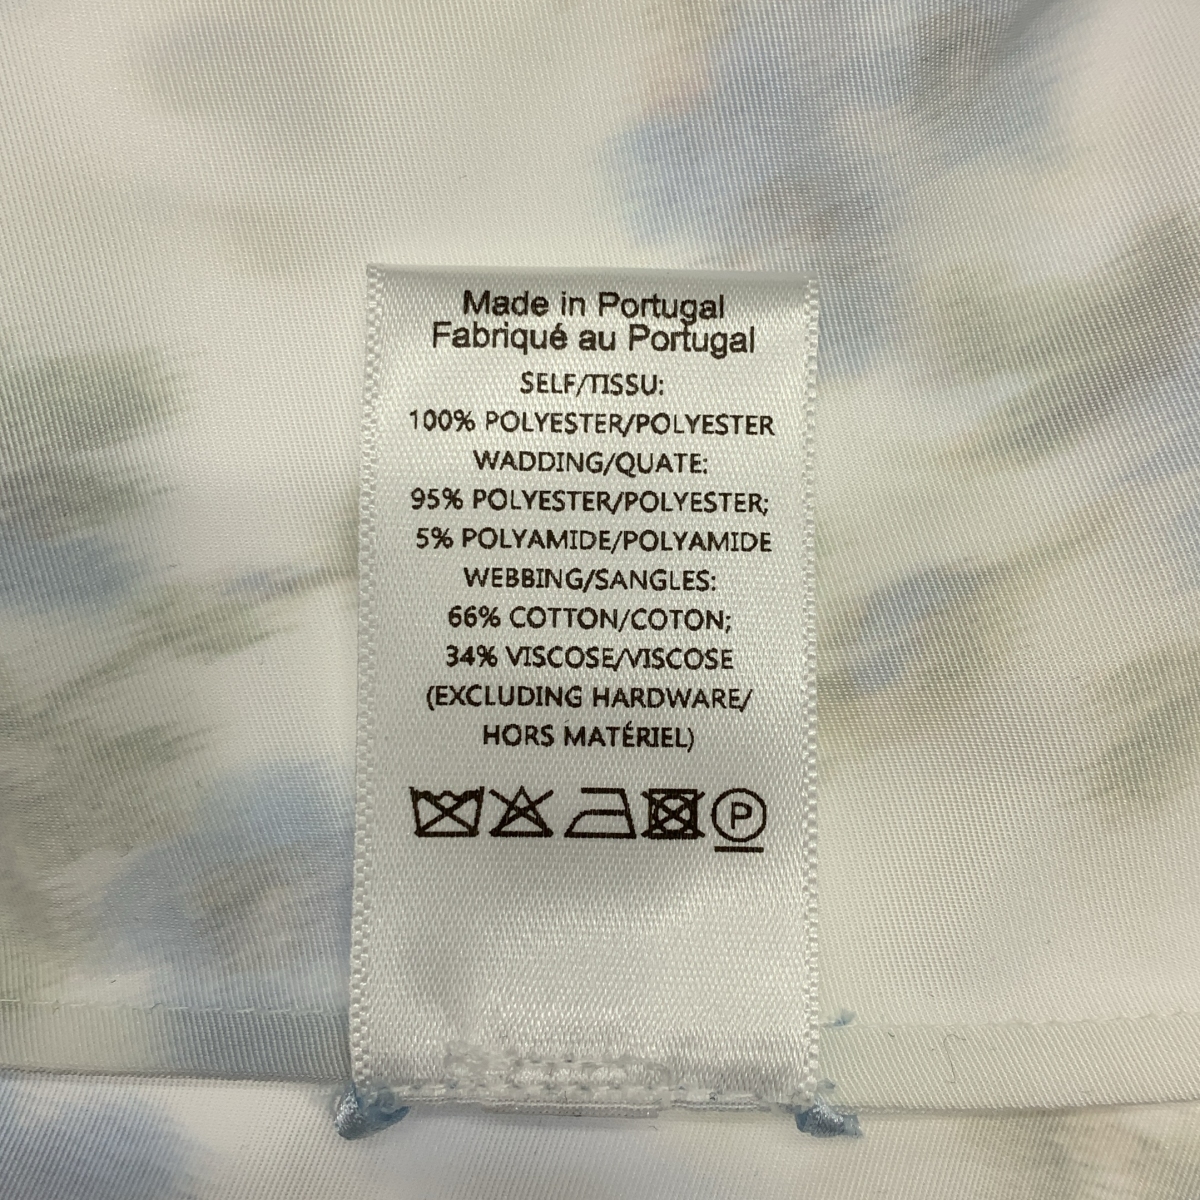 Made in Portugal
Fabriqué au Portugal
SELF/TISSU:
100% POLYESTER/POLYESTER
WADDING/QUATE:
95% POLYESTER/POLYESTER;
5% POLYAMIDE/POLYAMIDE
WEBBING/SANGLES:
66% COTTON/COTON;
34% VISCOSE/VISCOSE
(EXCLUDING HARDWARE/
HORS MATÉRIEL)
P